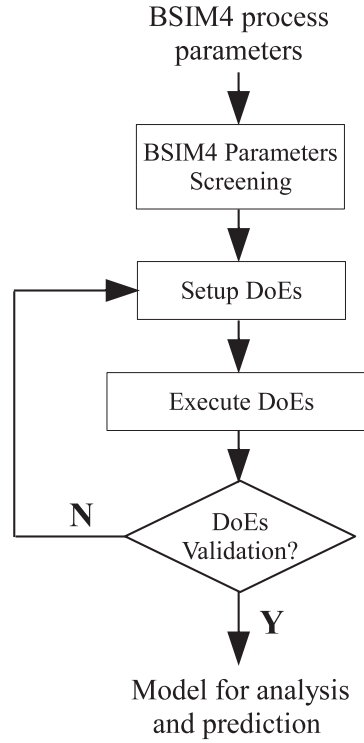 BSIM4 process
parameters
BSIM4 Parameters
Screening
Setup DoEs
Execute DoEs
DoEs
Validation?
N
Y
Model for analysis
and prediction